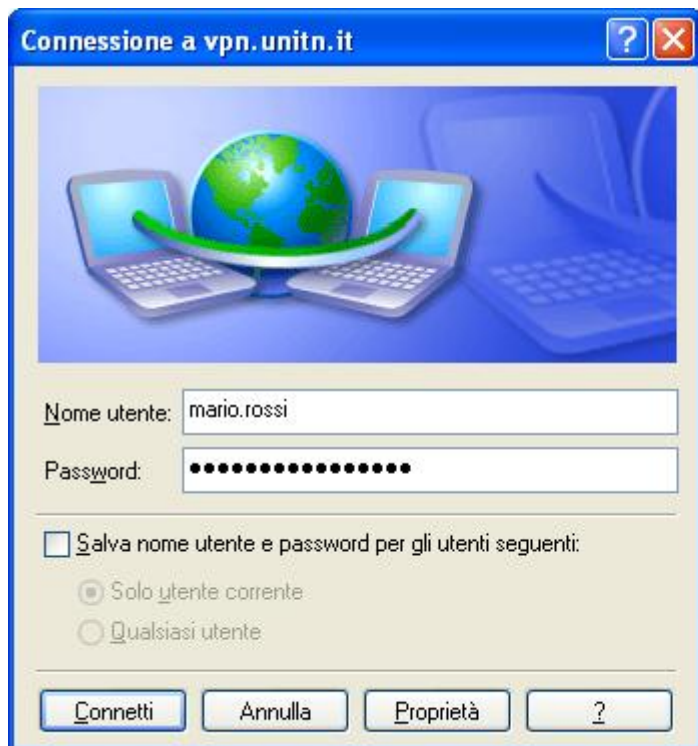 Connessione a vpn.unitn.it
Nome utente: mario.rossi
Password: ••••••••••••••••
Salva nome utente e password per gli utenti seguenti:
Solo utente corrente
Qualsiasi utente
Connetti Annulla Proprietà ?